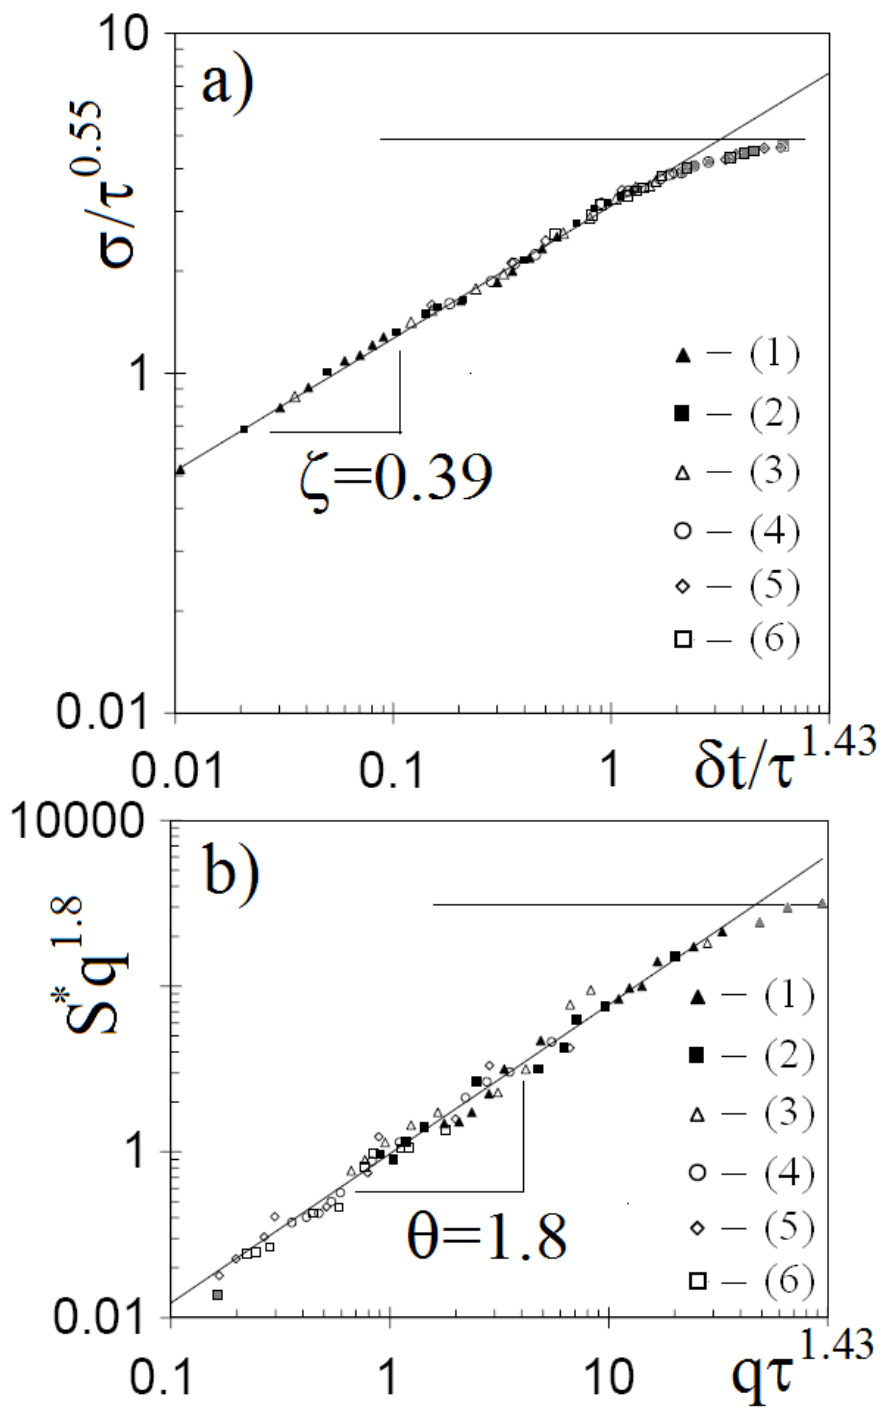 10
a)
σ/τ^0.55
1
ζ=0.39
▲ — (1)
■ — (2)
△ — (3)
○ — (4)
◇ — (5)
□ — (6)
0.01
0.01 0.1 1 δt/τ^1.43
10000
b)
S*q^1.8
1
θ=1.8
▲ — (1)
■ — (2)
△ — (3)
○ — (4)
◇ — (5)
□ — (6)
0.01
0.1 1 10 qτ^1.43